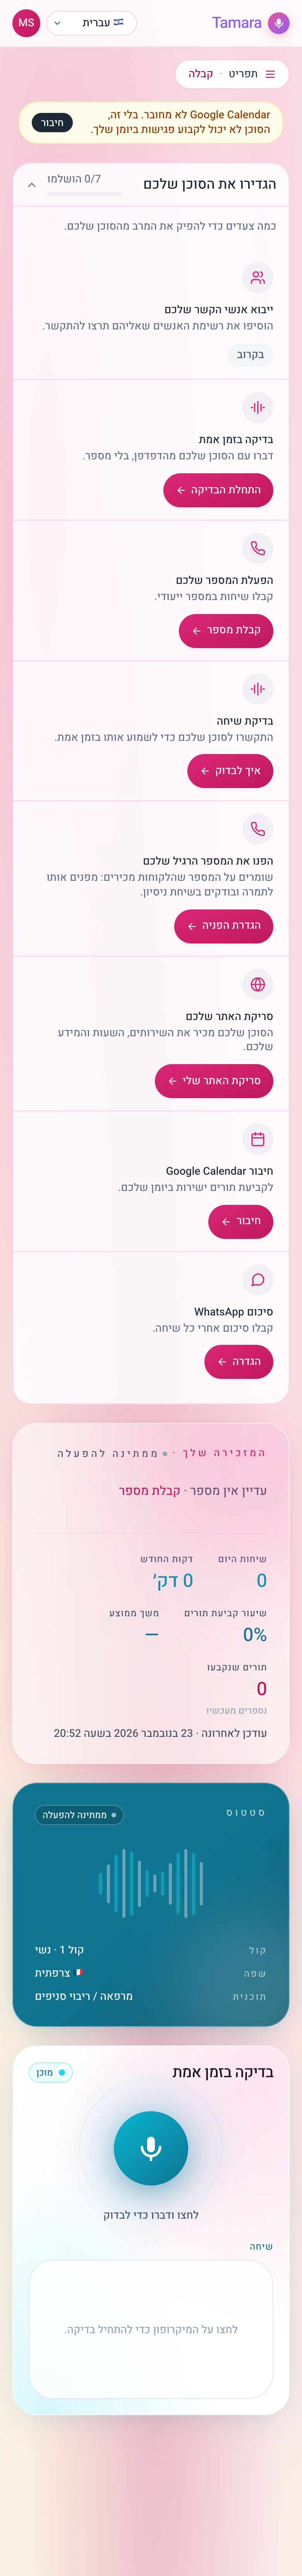 Tamara
עברית
MS
תפריט · קבלה
Google Calendar לא מחובר. בלי זה,
הסוכן לא יכול לקבוע פגישות ביומן שלך.
חיבור
הגדירו את הסוכן שלכם
0/7 הושלמו
כמה צעדים כדי להפיק את המרב מהסוכן שלכם.
ייבוא אנשי הקשר שלכם
הוסיפו את רשימת האנשים שאליהם תרצו להתקשר.
בקרוב
בדיקה בזמן אמת
דברו עם הסוכן שלכם מהדפדפן, בלי מספר.
התחלת הבדיקה ←
הפעלת המספר שלכם
קבלו שיחות במספר ייעודי.
קבלת מספר ←
בדיקת שיחה
התקשרו לסוכן שלכם כדי לשמוע אותו בזמן אמת.
איך לבדוק ←
הפנו את המספר הרגיל שלכם
שומרים על המספר שהלקוחות מכירים: מפנים אותו
לתמרה ובודקים בשיחת ניסיון.
הגדרת הפניה ←
סריקת האתר שלכם
הסוכן שלכם מכיר את השירותים, השעות והמידע
שלכם.
סריקת האתר שלי ←
חיבור Google Calendar
לקביעת תורים ישירות ביומן שלכם.
חיבור ←
סיכום WhatsApp
קבלו סיכום אחרי כל שיחה.
הגדרה ←
המזכירה שלך · ממתינה להפעלה
עדיין אין מספר · קבלת מספר
שיחות היום
0
דקות החודש
0 דק׳
שיעור קביעת תורים
0%
משך ממוצע
—
תורים שנקבעו
0
נספרים מעכשיו
עודכן לאחרונה · 23 בנובמבר 2026 בשעה 20:52
סטטוס
ממתינה להפעלה
קול
קול 1 · נשי
שפה
צרפתית
תוכנית
מרפאה / ריבוי סניפים
בדיקה בזמן אמת
מוכן
לחצו ודברו כדי לבדוק
שיחה
לחצו על המיקרופון כדי להתחיל בדיקה.